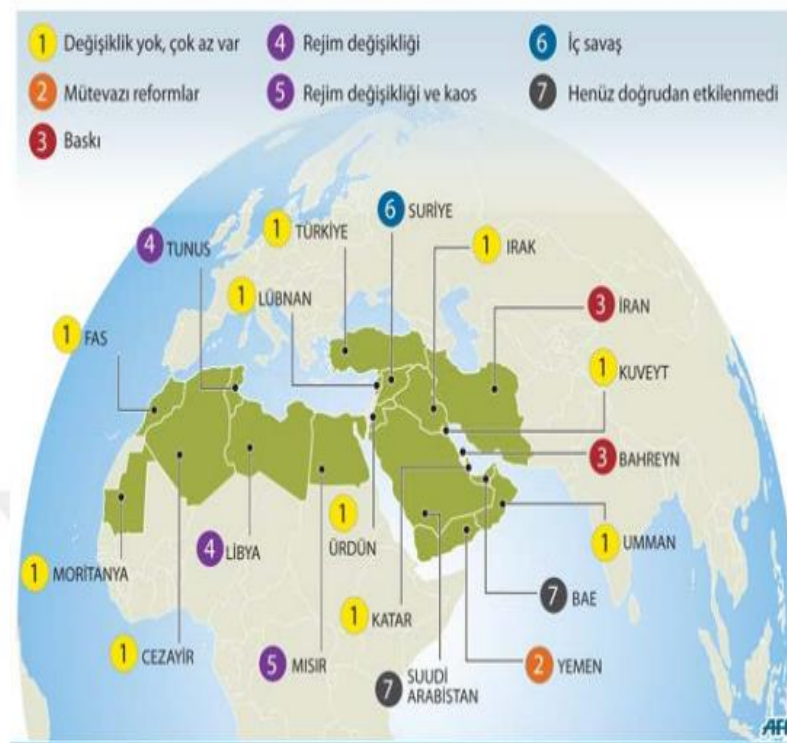 1 Değişiklik yok, çok az var
2 Mütevazı reformlar
3 Baskı
4 Rejim değişikliği
5 Rejim değişikliği ve kaos
6 İç savaş
7 Henüz doğrudan etkilenmedi
6 SURİYE
1 TÜRKİYE
1 IRAK
4 TUNUS
1 LÜBNAN
3 İRAN
1 FAS
1 KUVEYT
3 BAHREYN
1
ÜRDÜN
1 UMMAN
4 LİBYA
1 MORİTANYA
7 BAE
1 KATAR
1 CEZAYİR
5 MISIR
7 SUUDİ
ARABİSTAN
2 YEMEN